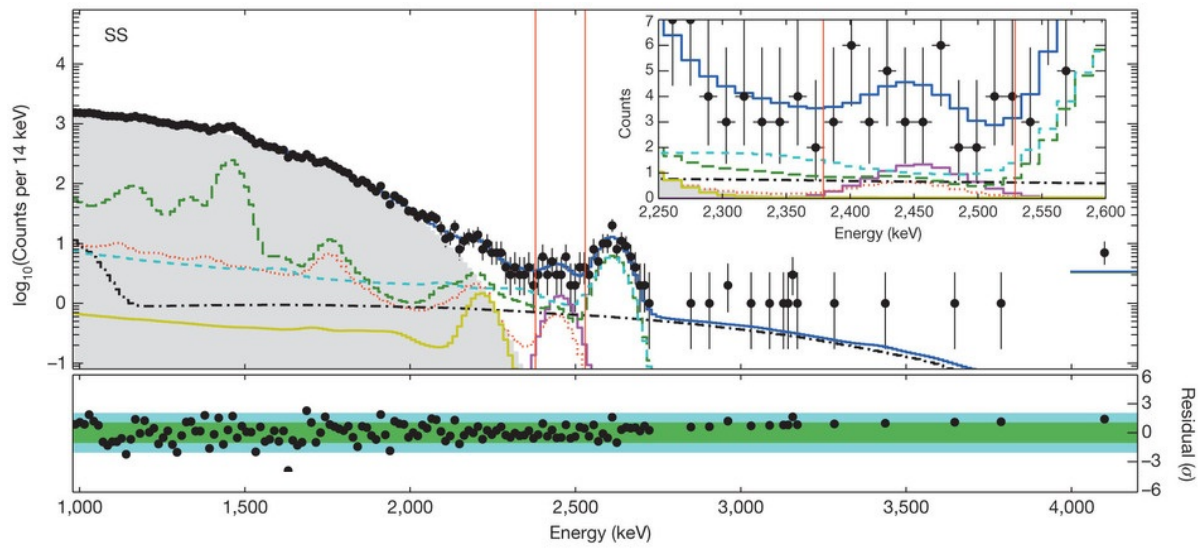 SS
log₁₀(Counts per 14 keV)
4
3
2
1
0
−1
Counts
7
6
5
4
3
2
1
0
2,250 2,300 2,350 2,400 2,450 2,500 2,550 2,600
Energy (keV)
6
3
0
−3
−6
Residual (σ)
1,000 1,500 2,000 2,500 3,000 3,500 4,000
Energy (keV)